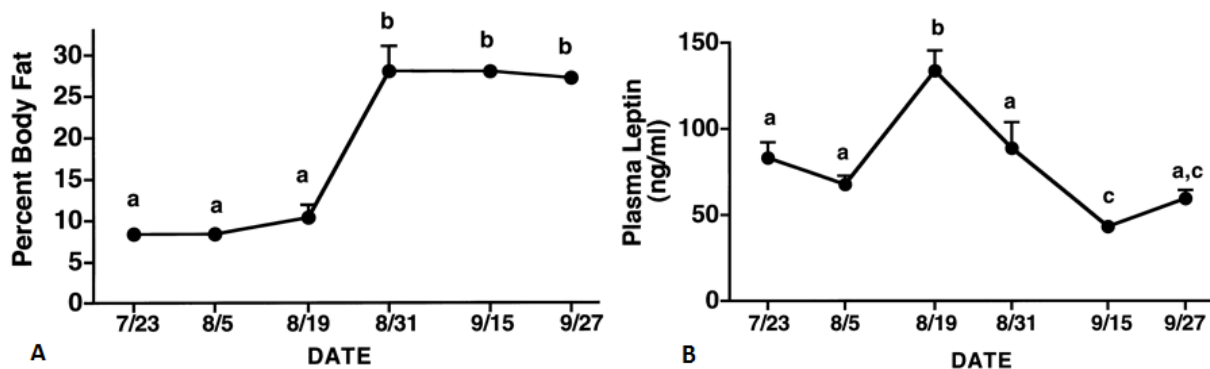 Percent Body Fat
30
25
20
15
10
5
0
a
a
a
b
b
b
7/23 8/5 8/19 8/31 9/15 9/27
DATE
A
Plasma Leptin
(ng/ml)
150
100
50
0
a
a
b
a
c
a,c
7/23 8/5 8/19 8/31 9/15 9/27
DATE
B